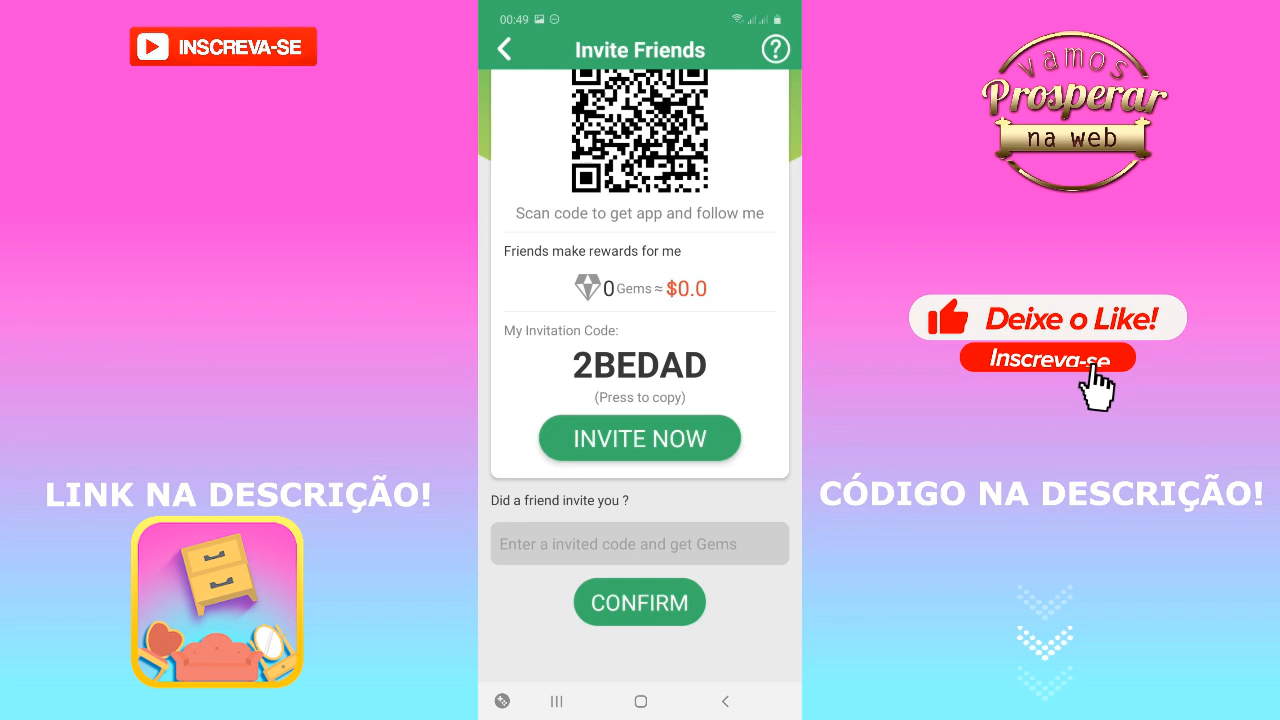 INSCREVA-SE
00:49
Invite Friends
Scan code to get app and follow me
Friends make rewards for me
0 Gems ≈ $0.0
My Invitation Code:
2BEDAD
(Press to copy)
INVITE NOW
Did a friend invite you ?
Enter a invited code and get Gems
CONFIRM
LINK NA DESCRIÇÃO!
vamos
Prosperar
na web
Deixe o Like!
Inscreva-se
CÓDIGO NA DESCRIÇÃO!